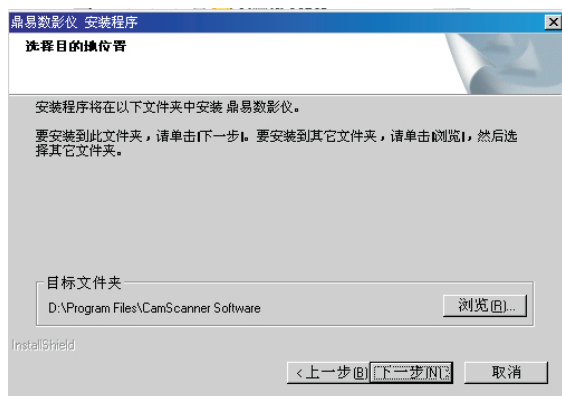 鼎易数影仪 安装程序
选择目的地位置
安装程序将在以下文件夹中安装 鼎易数影仪。
要安装到此文件夹，请单击[下一步]。要安装到其它文件夹，请单击[浏览]，然后选
择其它文件夹。
目标文件夹
D:\Program Files\CamScanner Software
浏览(R)...
InstallShield
<上一步(B) 下一步(N)> 取消